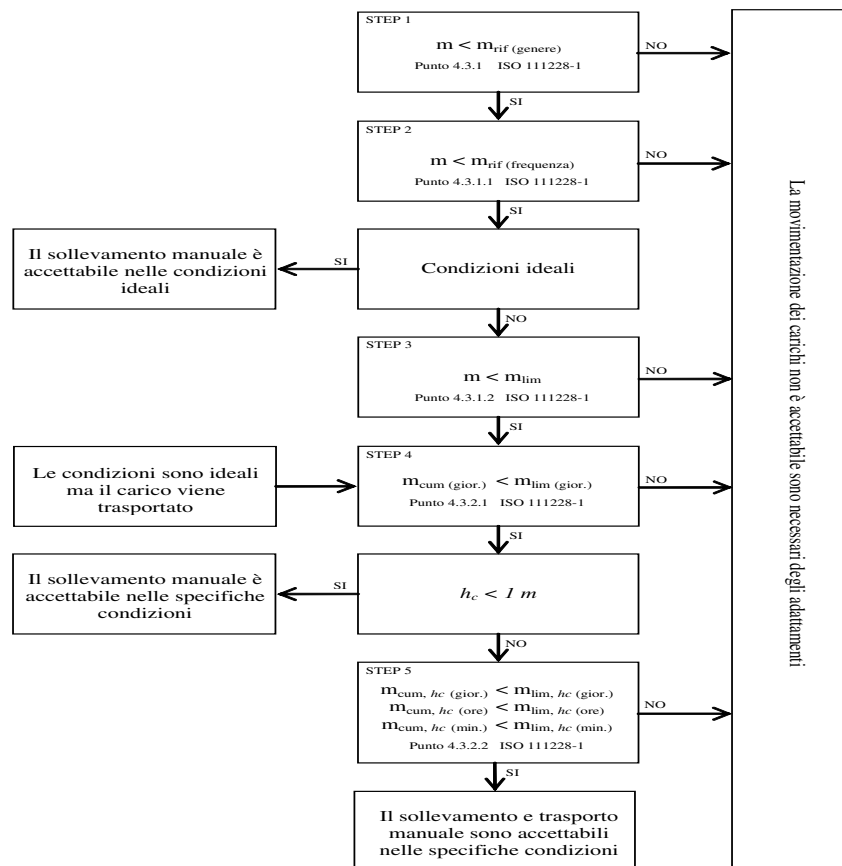 STEP 1
m < mrif (genere)
Punto 4.3.1 ISO 111228-1
NO
SI
STEP 2
m < mrif (frequenza)
Punto 4.3.1.1 ISO 111228-1
NO
SI
Il sollevamento manuale è
accettabile nelle condizioni
ideali
SI
Condizioni ideali
NO
STEP 3
m < mlim
Punto 4.3.1.2 ISO 111228-1
NO
SI
Le condizioni sono ideali
ma il carico viene
trasportato
STEP 4
mcum (gior.) < mlim (gior.)
Punto 4.3.2.1 ISO 111228-1
NO
SI
Il sollevamento manuale è
accettabile nelle specifiche
condizioni
SI
hc < 1 m
NO
STEP 5
mcum, hc (gior.) < mlim, hc (gior.)
mcum, hc (ore) < mlim, hc (ore)
mcum, hc (min.) < mlim, hc (min.)
Punto 4.3.2.2 ISO 111228-1
NO
SI
Il sollevamento e trasporto
manuale sono accettabili
nelle specifiche condizioni
La movimentazione dei carichi non è accettabile sono necessari degli adattamenti